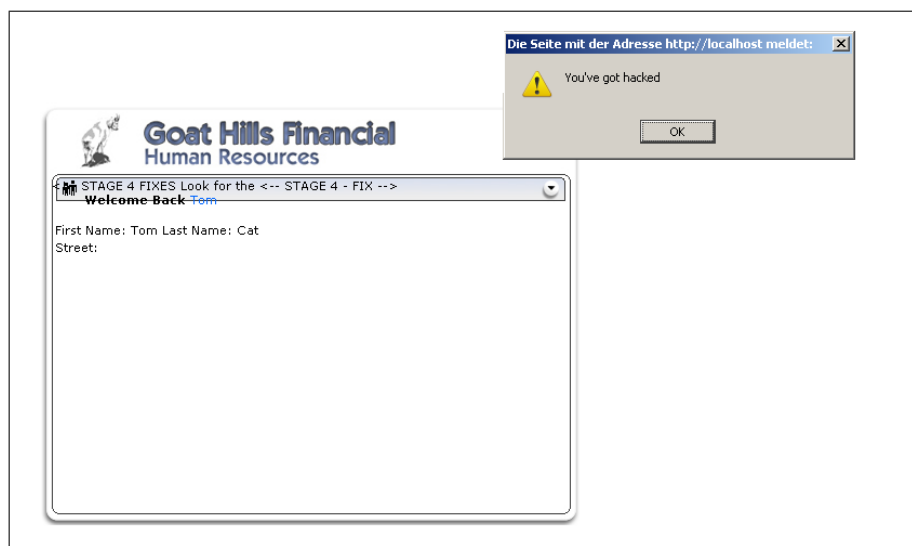 Die Seite mit der Adresse http://localhost meldet:
You've got hacked
OK
Goat Hills Financial
Human Resources
< STAGE 4 FIXES Look for the <-- STAGE 4 - FIX -->
Welcome Back Tom
First Name: Tom Last Name: Cat
Street: